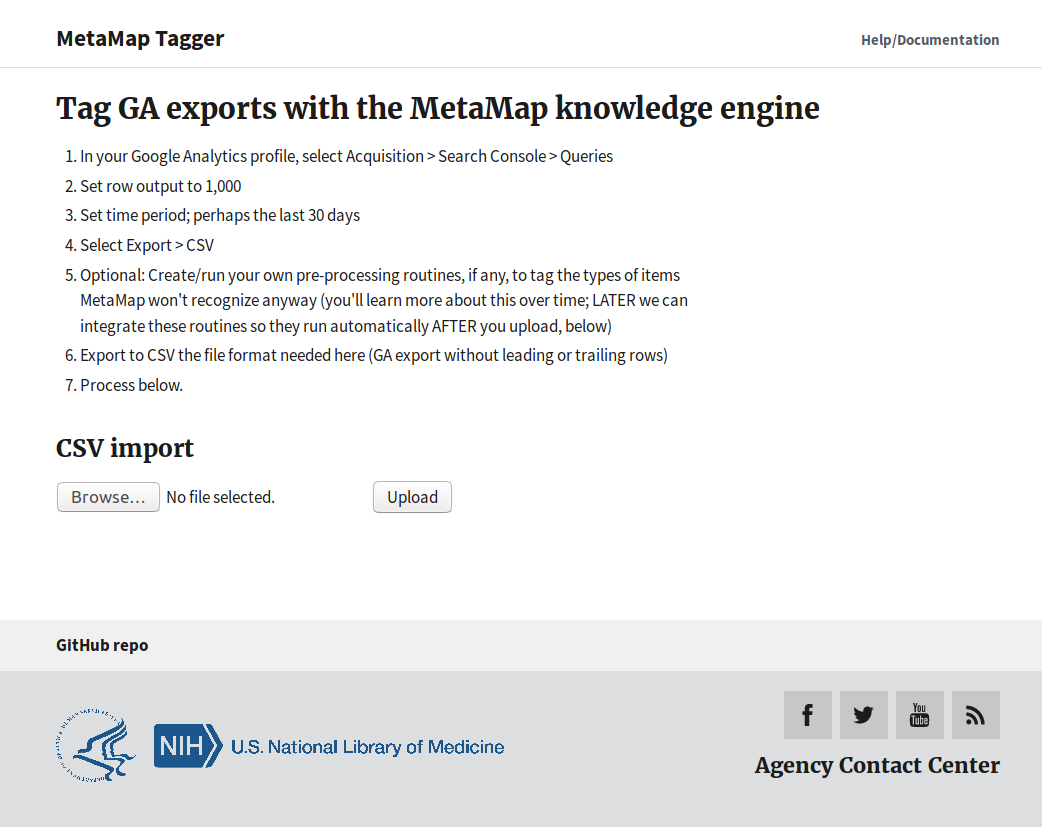 MetaMap Tagger
Help/Documentation
Tag GA exports with the MetaMap knowledge engine
1. In your Google Analytics profile, select Acquisition > Search Console > Queries
2. Set row output to 1,000
3. Set time period; perhaps the last 30 days
4. Select Export > CSV
5. Optional: Create/run your own pre-processing routines, if any, to tag the types of items
MetaMap won't recognize anyway (you'll learn more about this over time; LATER we can
integrate these routines so they run automatically AFTER you upload, below)
6. Export to CSV the file format needed here (GA export without leading or trailing rows)
7. Process below.
CSV import
Browse... No file selected.
Upload
GitHub repo
NIH U.S. National Library of Medicine
You Tube
Agency Contact Center